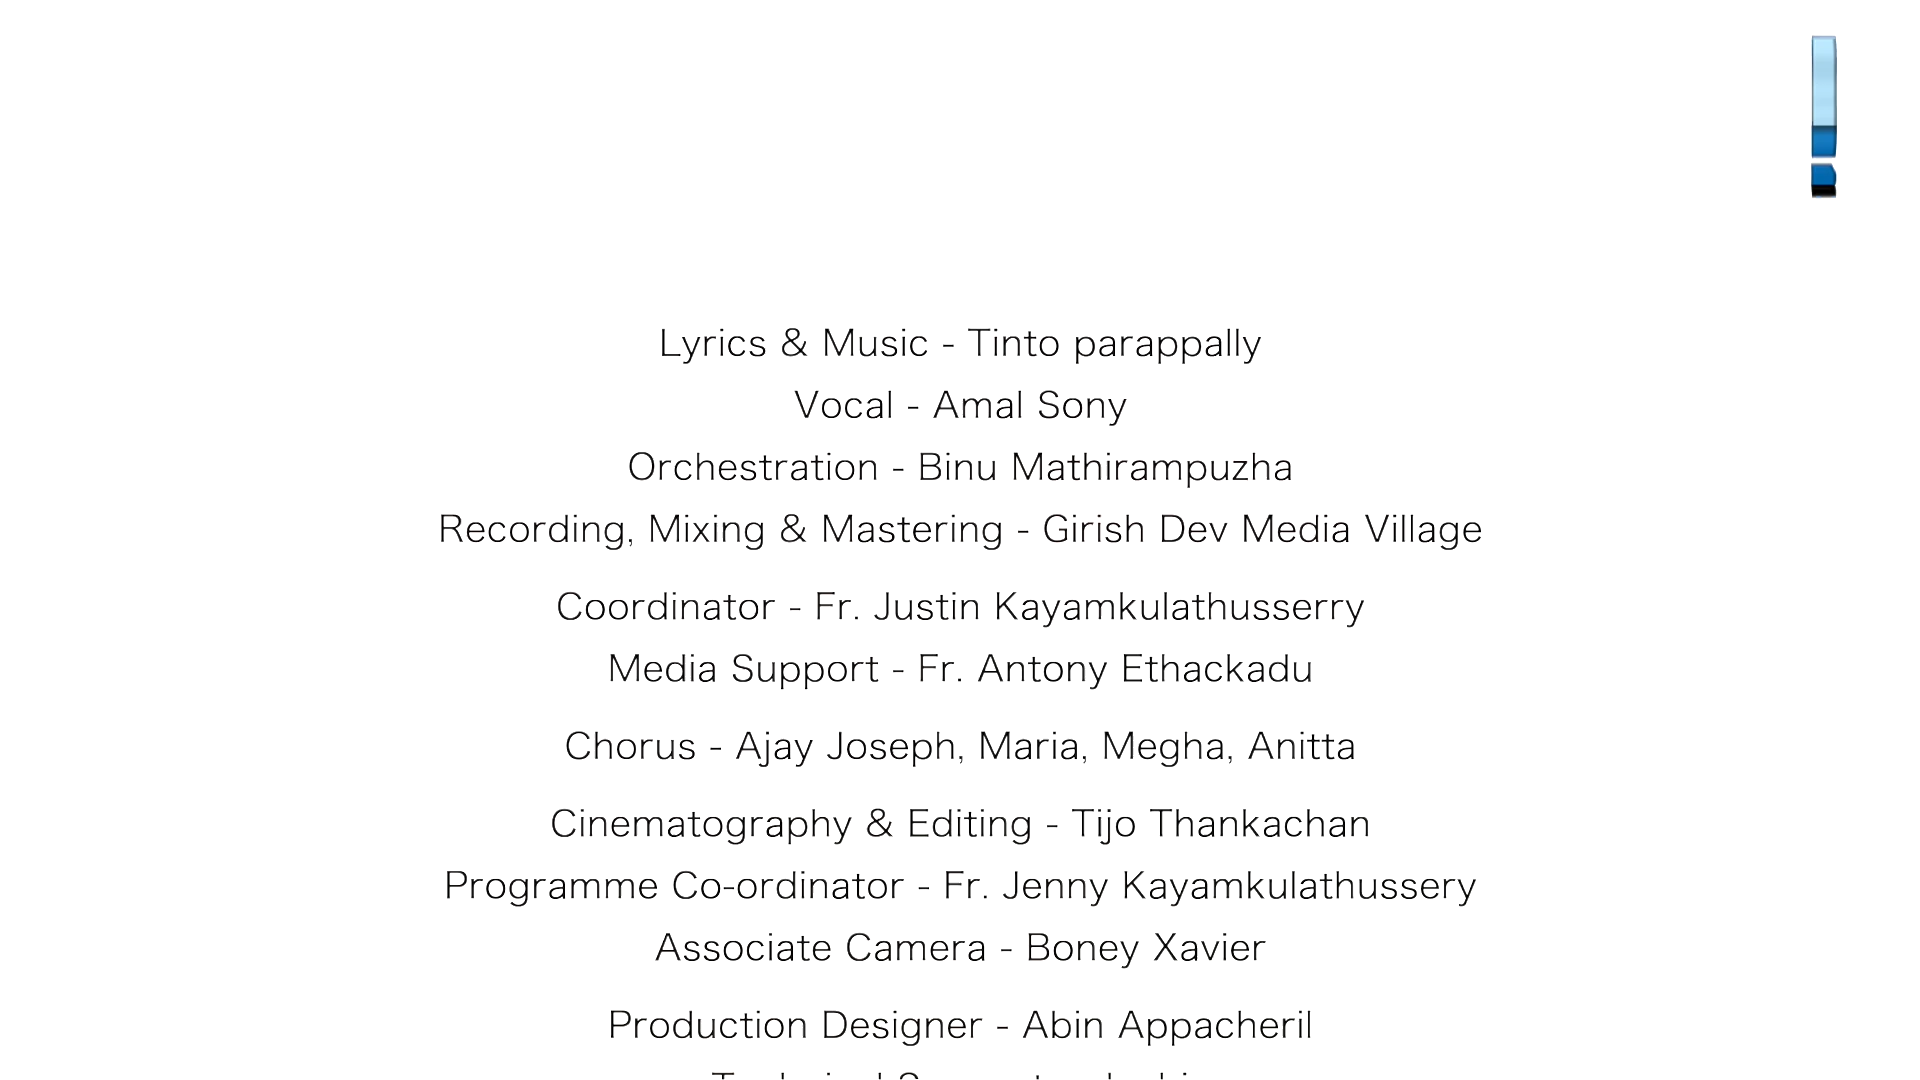 Lyrics & Music - Tinto parappally
Vocal - Amal Sony
Orchestration - Binu Mathirampuzha
Recording, Mixing & Mastering - Girish Dev Media Village
Coordinator - Fr. Justin Kayamkulathusserry
Media Support - Fr. Antony Ethackadu
Chorus - Ajay Joseph, Maria, Megha, Anitta
Cinematography & Editing - Tijo Thankachan
Programme Co-ordinator - Fr. Jenny Kayamkulathussery
Associate Camera - Boney Xavier
Production Designer - Abin Appacheril